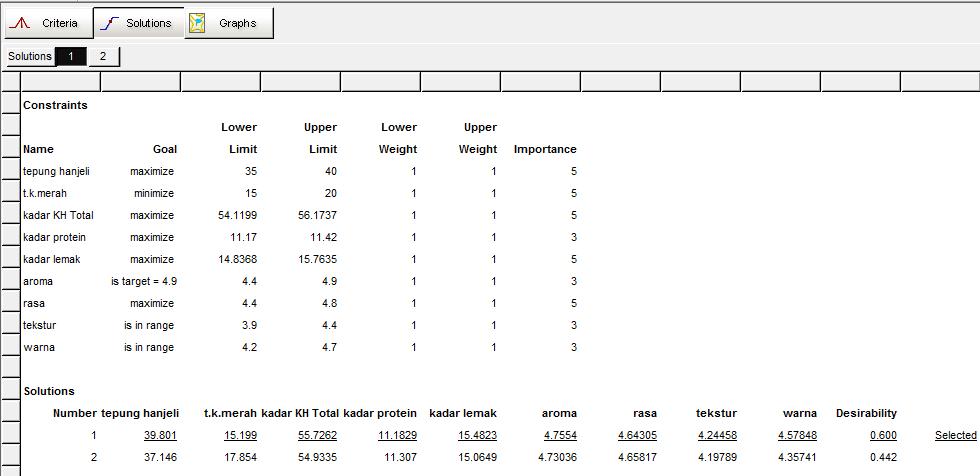 Criteria Solutions Graphs
Solutions 1 2
Constraints
Lower Upper Lower Upper
Name Goal Limit Limit Weight Weight Importance
tepung hanjeli maximize 35 40 1 1 5
t.k.merah minimize 15 20 1 1 5
kadar KH Total maximize 54.1199 56.1737 1 1 5
kadar protein maximize 11.17 11.42 1 1 3
kadar lemak maximize 14.8368 15.7635 1 1 5
aroma is target = 4.9 4.4 4.9 1 1 3
rasa maximize 4.4 4.8 1 1 5
tekstur is in range 3.9 4.4 1 1 3
warna is in range 4.2 4.7 1 1 3
Solutions
Number tepung hanjeli t.k.merah kadar KH Total kadar protein kadar lemak aroma rasa tekstur warna Desirability
1 39.801 15.199 55.7262 11.1829 15.4823 4.7554 4.64305 4.24458 4.57848 0.600 Selected
2 37.146 17.854 54.9335 11.307 15.0649 4.73036 4.65817 4.19789 4.35741 0.442